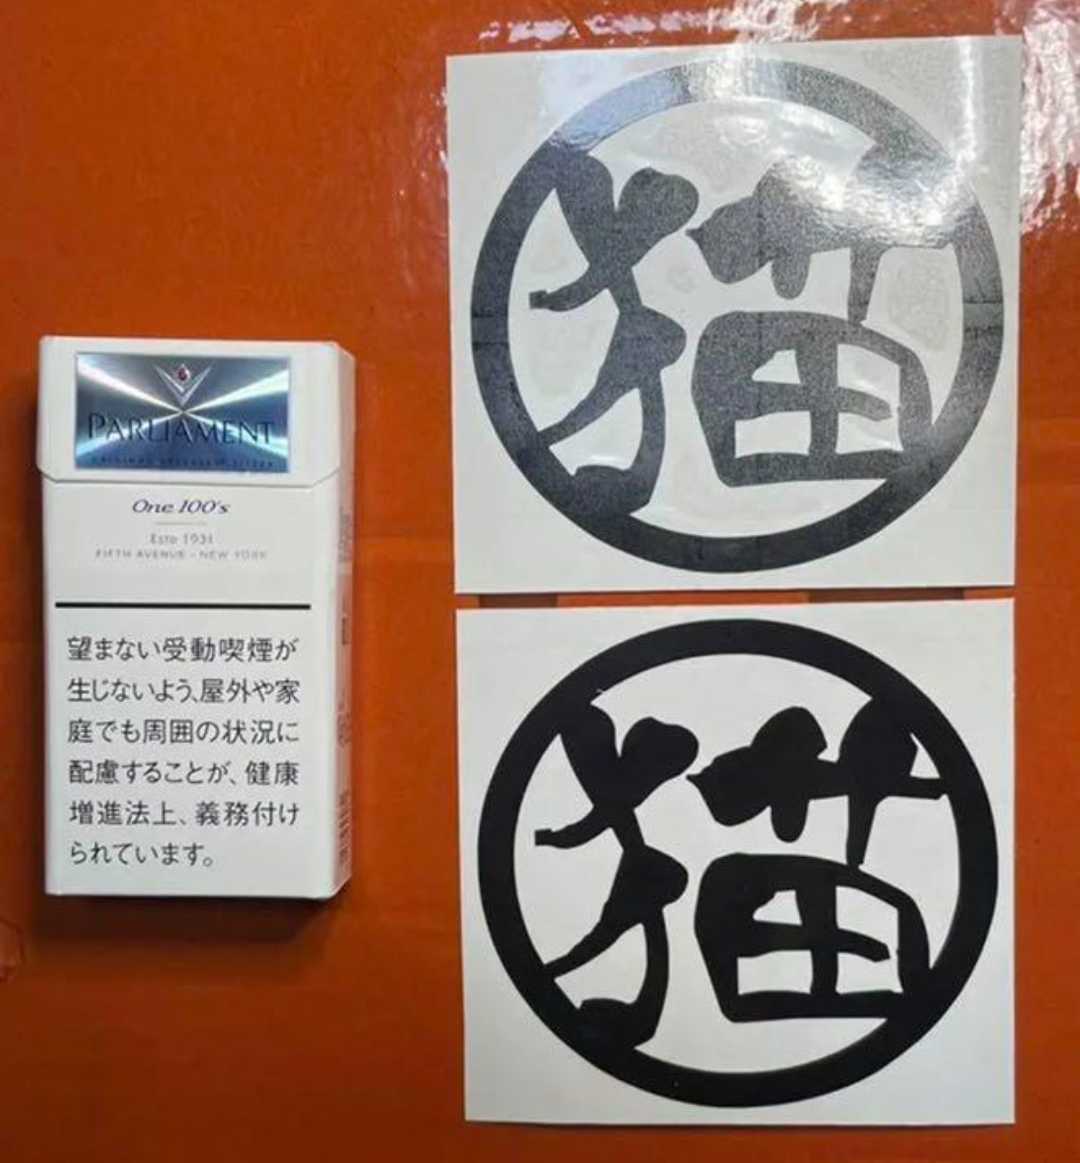 PARLIAMENT
One 100's
Estd 1931
FIFTH AVENUE - NEW YORK
望まない受動喫煙が
生じないよう、屋外や家
庭でも周囲の状況に
配慮することが、健康
増進法上、義務付け
られています。
猫
猫